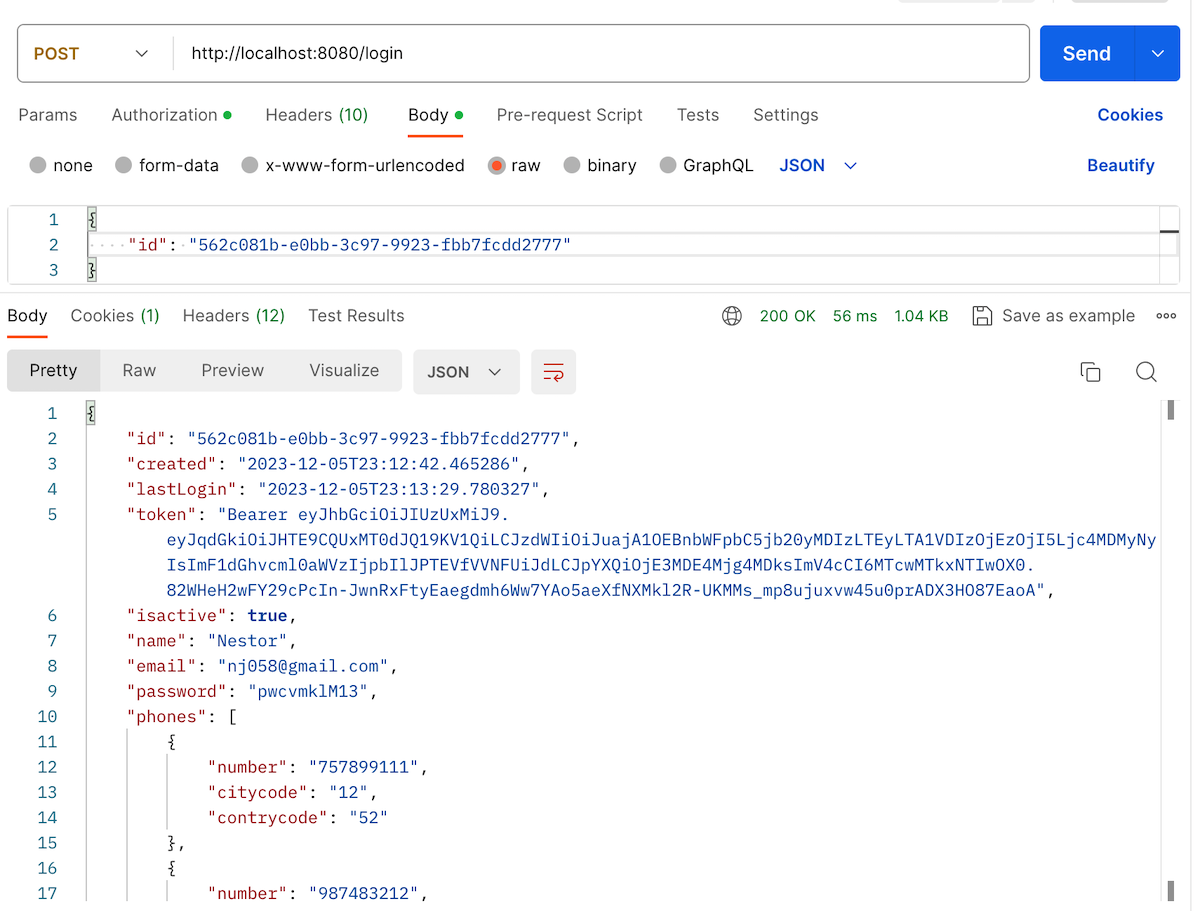 POST http://localhost:8080/login Send
Params Authorization Headers (10) Body Pre-request Script Tests Settings Cookies
none form-data x-www-form-urlencoded raw binary GraphQL JSON Beautify
1 {
2 ····"id":·"562c081b-e0bb-3c97-9923-fbb7fcdd2777"
3 }
Body Cookies (1) Headers (12) Test Results 200 OK 56 ms 1.04 KB Save as example
Pretty Raw Preview Visualize JSON
1 {
2 "id": "562c081b-e0bb-3c97-9923-fbb7fcdd2777",
3 "created": "2023-12-05T23:12:42.465286",
4 "lastLogin": "2023-12-05T23:13:29.780327",
5 "token": "Bearer eyJhbGciOiJIUzUxMiJ9.
eyJqdGkiOiJHTE9CQUxMT0dJQ19KV1QiLCJzdWIiOiJuajA1OEBnbWFpbC5jb20yMDIzLTEyLTA1VDIzOjEzOjI5Ljc4MDMyNy
IsImF1dGhvcml0aWVzIjpbIlJPTEVfVVNFUiJdLCJpYXQiOjE3MDE4Mjg4MDksImV4cCI6MTcwMTkxNTIwOX0.
82WHeH2wFY29cPcIn-JwnRxFtyEaegdmh6Ww7YAo5aeXfNXMkl2R-UKMMs_mp8ujuxvw45u0prADX3HO87EaoA",
6 "isactive": true,
7 "name": "Nestor",
8 "email": "nj058@gmail.com",
9 "password": "pwcvmklM13",
10 "phones": [
11 {
12 "number": "757899111",
13 "citycode": "12",
14 "contrycode": "52"
15 },
16 {
17 "number": "987483212",